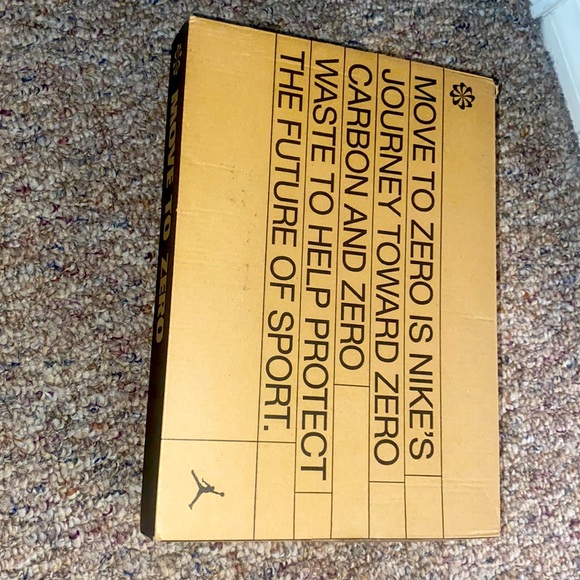 MOVE TO ZERO IS NIKE'S
JOURNEY TOWARD ZERO
CARBON AND ZERO
WASTE TO HELP PROTECT
THE FUTURE OF SPORT.
MOVE TO ZERO